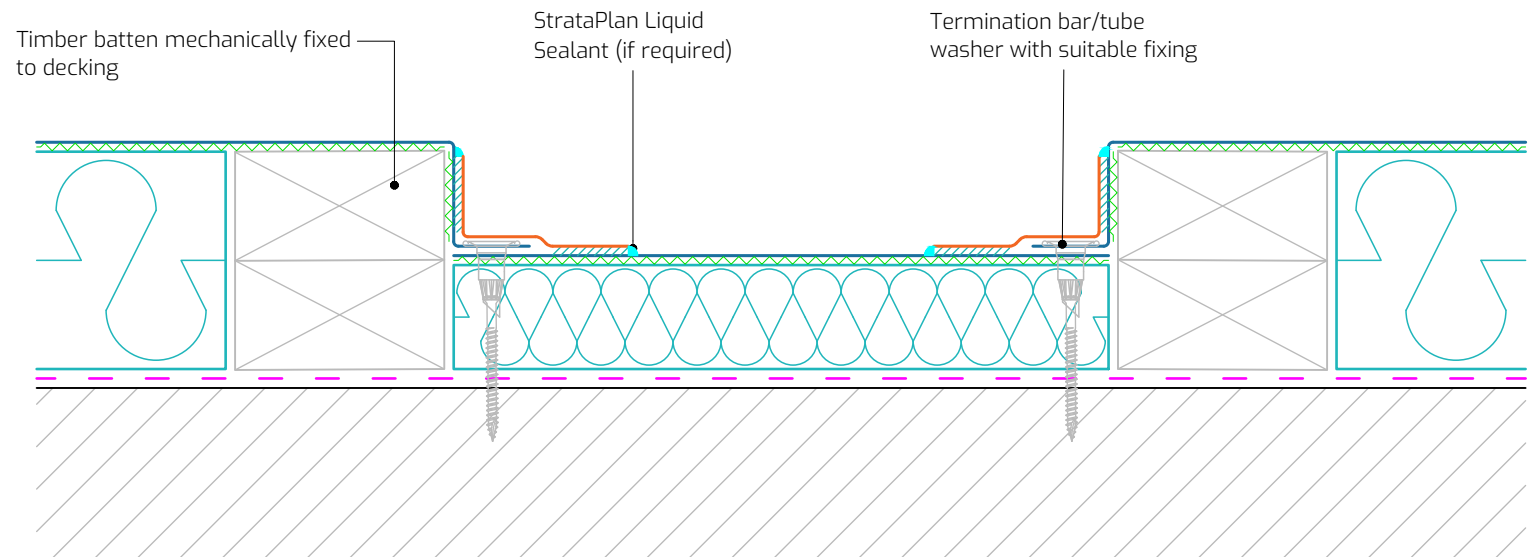 Timber batten mechanically fixed
to decking
StrataPlan Liquid
Sealant (if required)
Termination bar/tube
washer with suitable fixing